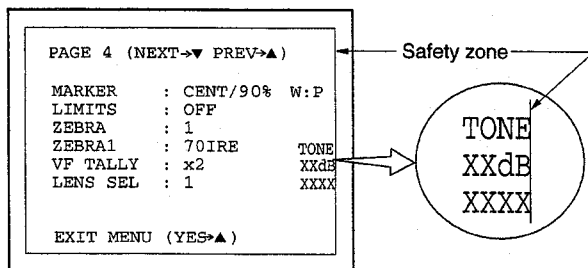 PAGE 4 (NEXT→▼ PREV→▲)
Safety zone
MARKER : CENT/90% W:P
LIMITS : OFF
ZEBRA : 1
ZEBRA1 : 70IRE TONE
VF TALLY : x2 XXdB
LENS SEL : 1 XXXX
EXIT MENU (YES→▲)
TONE
XXdB
XXXX